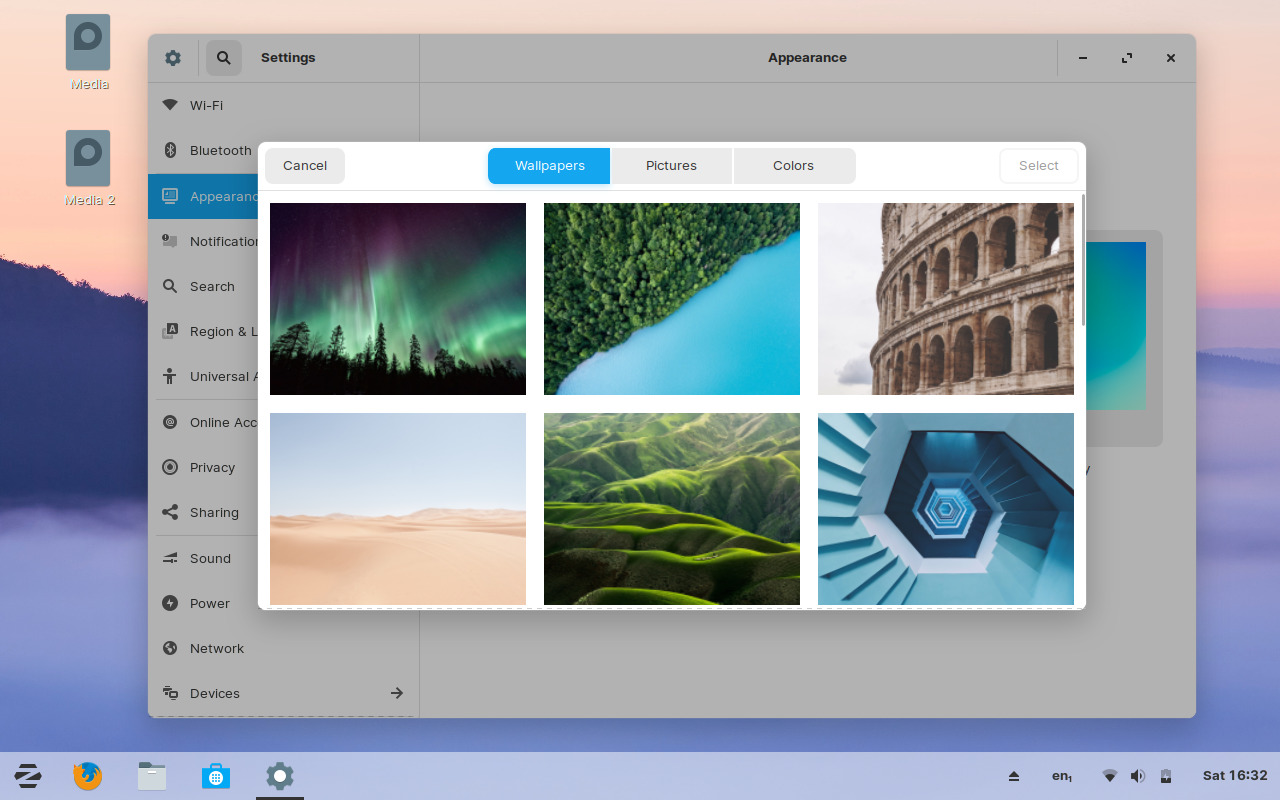 Media
Media 2
Settings
Appearance
Wi-Fi
Bluetooth
Appearanc
Notification
Search
Region & L
Universal A
Online Acc
Privacy
Sharing
Sound
Power
Network
Devices
Cancel
Wallpapers
Pictures
Colors
Select
y
en₁
Sat 16:32